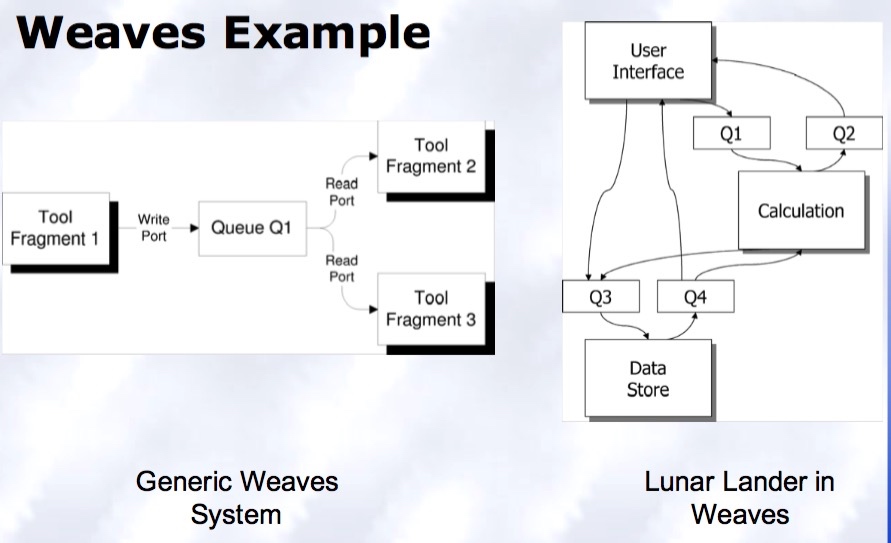 Weaves Example
Tool
Fragment 1
Write
Port
Queue Q1
Read
Port
Tool
Fragment 2
Read
Port
Tool
Fragment 3
Generic Weaves
System
User
Interface
Q1
Q2
Calculation
Q3
Q4
Data
Store
Lunar Lander in
Weaves